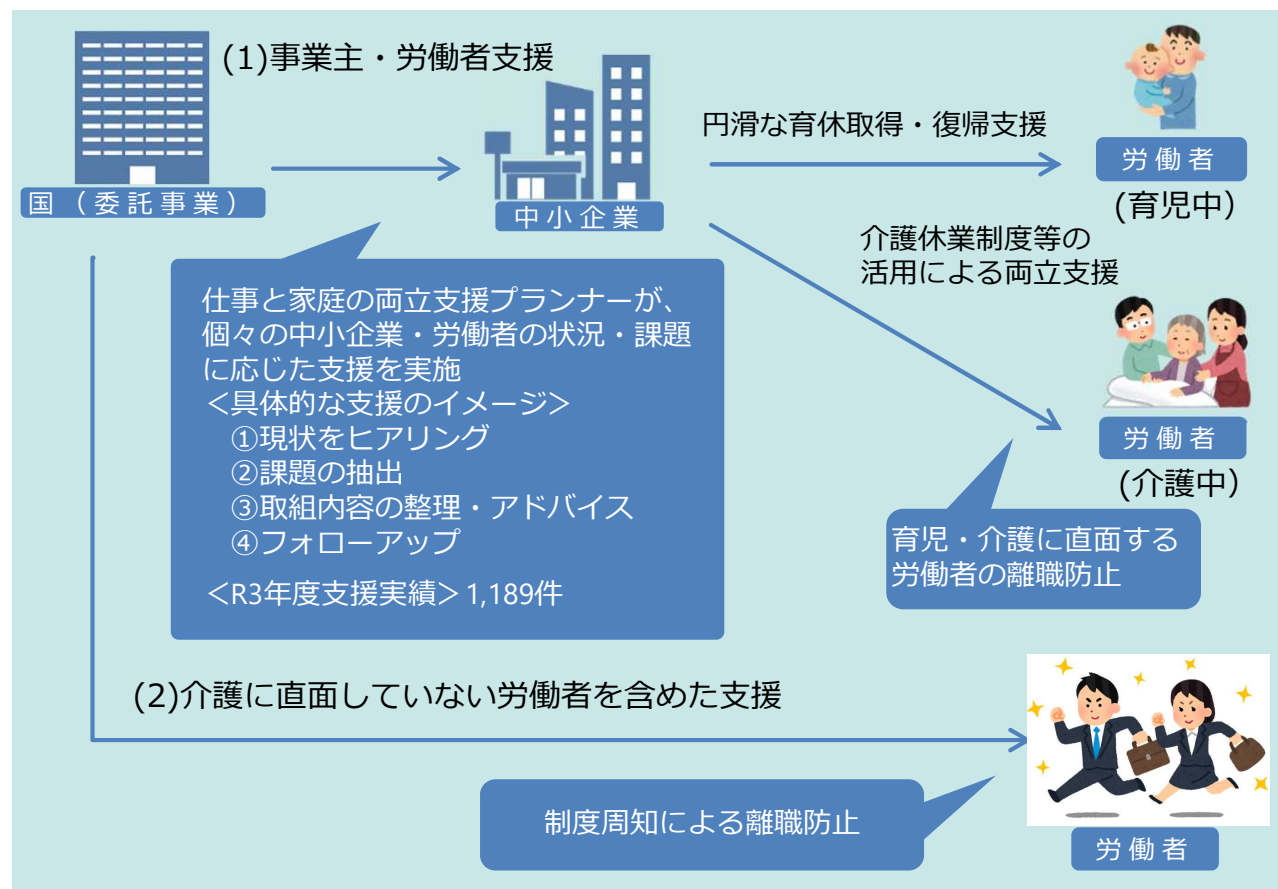 (1)事業主・労働者支援
国（委託事業）
中小企業
円滑な育休取得・復帰支援
労働者
(育児中)
介護休業制度等の
活用による両立支援
労働者
(介護中)
仕事と家庭の両立支援プランナーが、
個々の中小企業・労働者の状況・課題
に応じた支援を実施
＜具体的な支援のイメージ＞
①現状をヒアリング
②課題の抽出
③取組内容の整理・アドバイス
④フォローアップ
＜R3年度支援実績＞1,189件
育児・介護に直面する
労働者の離職防止
(2)介護に直面していない労働者を含めた支援
制度周知による離職防止
労働者